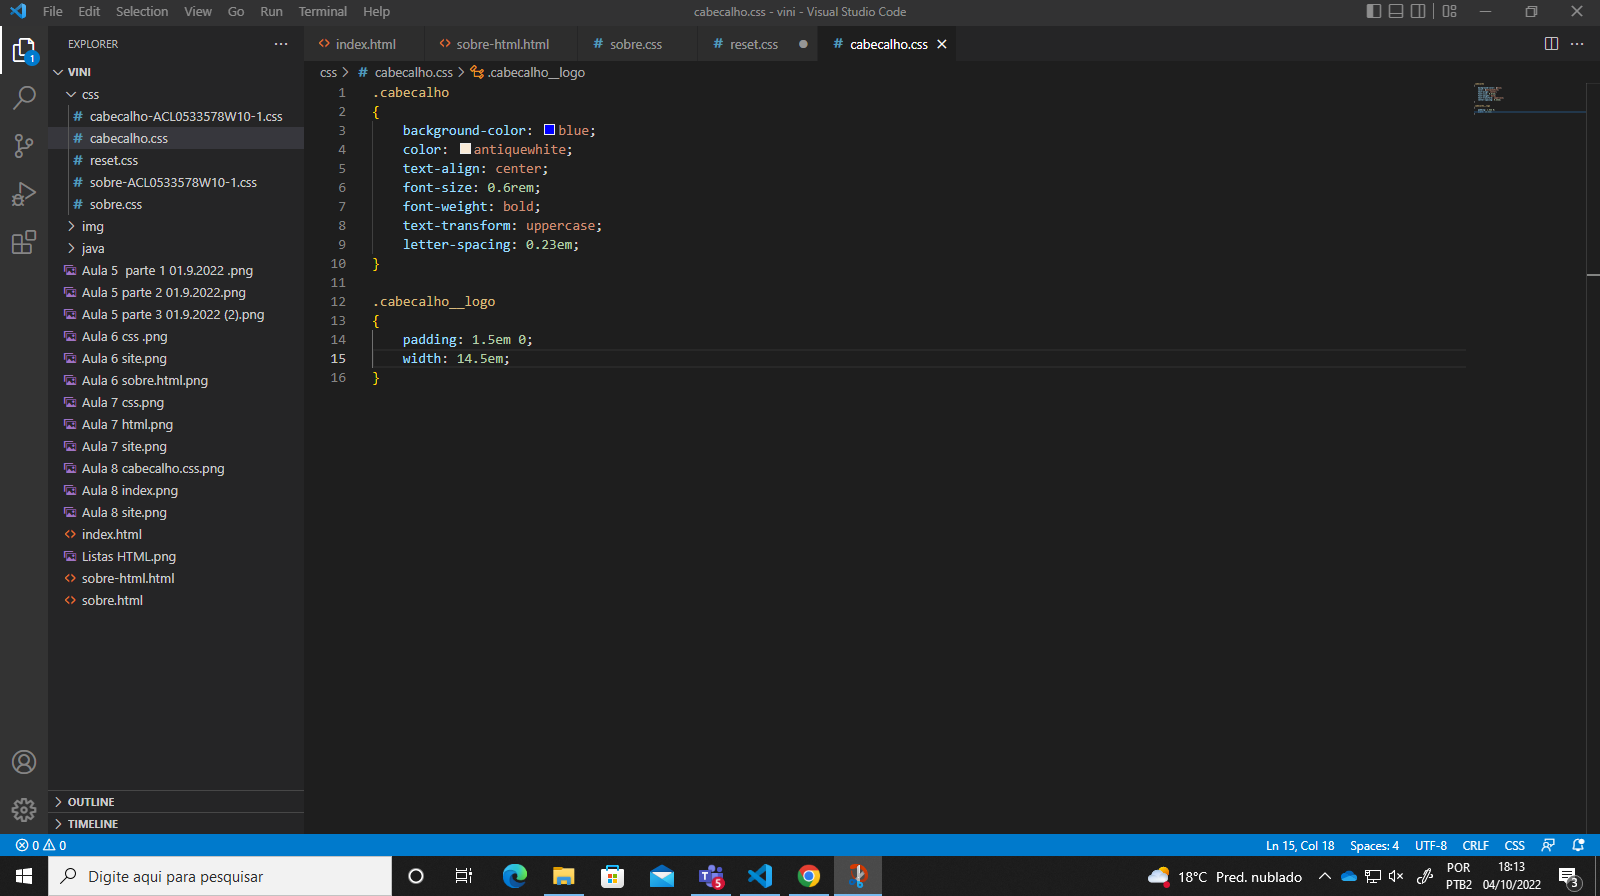 File Edit Selection View Go Run Terminal Help
cabecalho.css - vini - Visual Studio Code
EXPLORER
index.html
sobre-html.html
sobre.css
reset.css
cabecalho.css
1
VINI
css
cabecalho-ACL0533578W10-1.css
cabecalho.css
reset.css
sobre-ACL0533578W10-1.css
sobre.css
img
java
Aula 5  parte 1 01.9.2022 .png
Aula 5 parte 2 01.9.2022.png
Aula 5 parte 3 01.9.2022 (2).png
Aula 6 css .png
Aula 6 site.png
Aula 6 sobre.html.png
Aula 7 css.png
Aula 7 html.png
Aula 7 site.png
Aula 8 cabecalho.css.png
Aula 8 index.png
Aula 8 site.png
index.html
Listas HTML.png
sobre-html.html
sobre.html
OUTLINE
TIMELINE
css > # cabecalho.css > .cabecalho__logo
1 .cabecalho
2 {
3 background-color: blue;
4 color: antiquewhite;
5 text-align: center;
6 font-size: 0.6rem;
7 font-weight: bold;
8 text-transform: uppercase;
9 letter-spacing: 0.23em;
10 }
11
12 .cabecalho__logo
13 {
14 padding: 1.5em 0;
15 width: 14.5em;
16 }
0 0
Ln 15, Col 18 Spaces: 4 UTF-8 CRLF CSS
Digite aqui para pesquisar
5
18°C Pred. nublado
POR
PTB2
18:13
04/10/2022
3